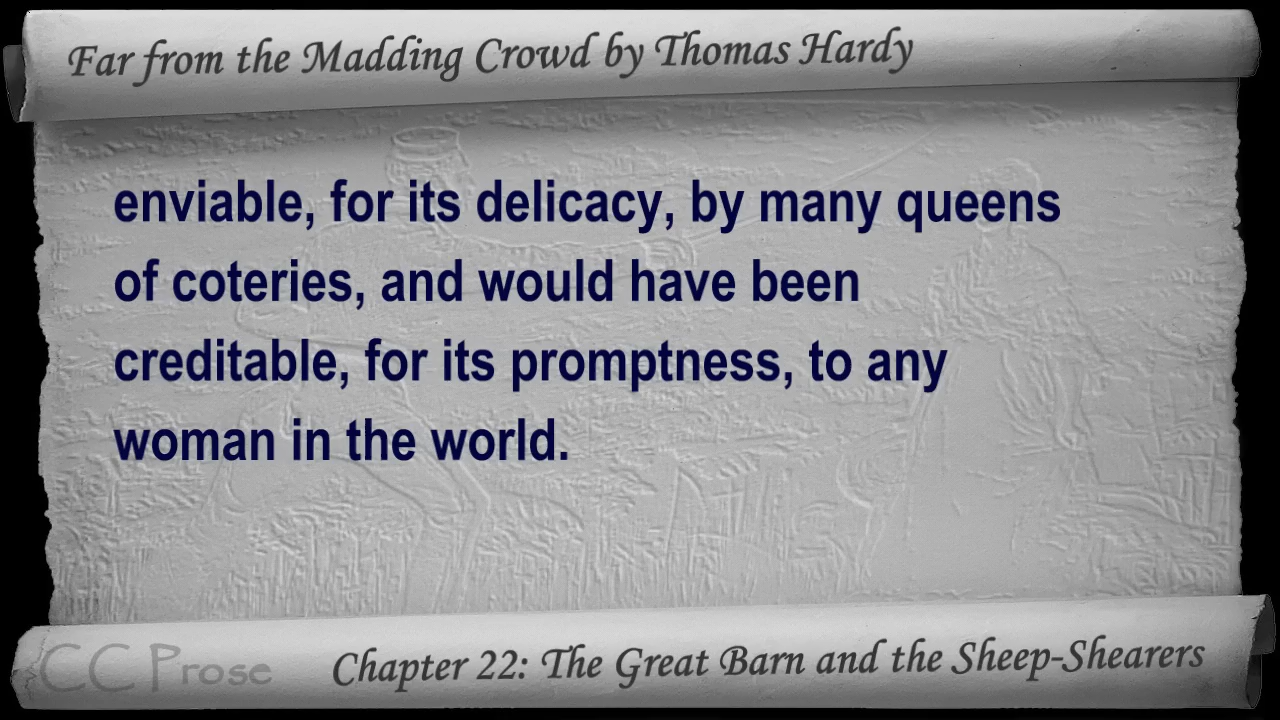 Far from the Madding Crowd by Thomas Hardy
enviable, for its delicacy, by many queens
of coteries, and would have been
creditable, for its promptness, to any
woman in the world.
CC Prose
Chapter 22: The Great Barn and the Sheep-Shearers